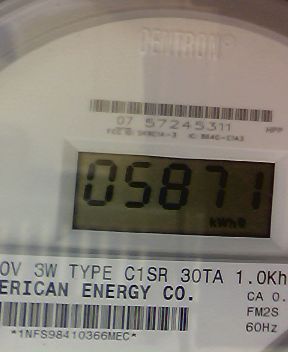 CENTRON®
07 57245311
HPP
05871
kWh
0V 3W TYPE C1SR 30TA 1.0Kh
ERICAN ENERGY CO.
CA 0.
FM2S
60Hz
*1NFS98410366MEC*